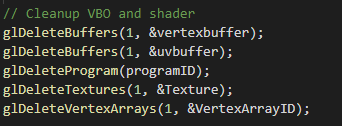 // Cleanup VBO and shader
glDeleteBuffers(1, &vertexbuffer);
glDeleteBuffers(1, &uvbuffer);
glDeleteProgram(programID);
glDeleteTextures(1, &Texture);
glDeleteVertexArrays(1, &VertexArrayID);